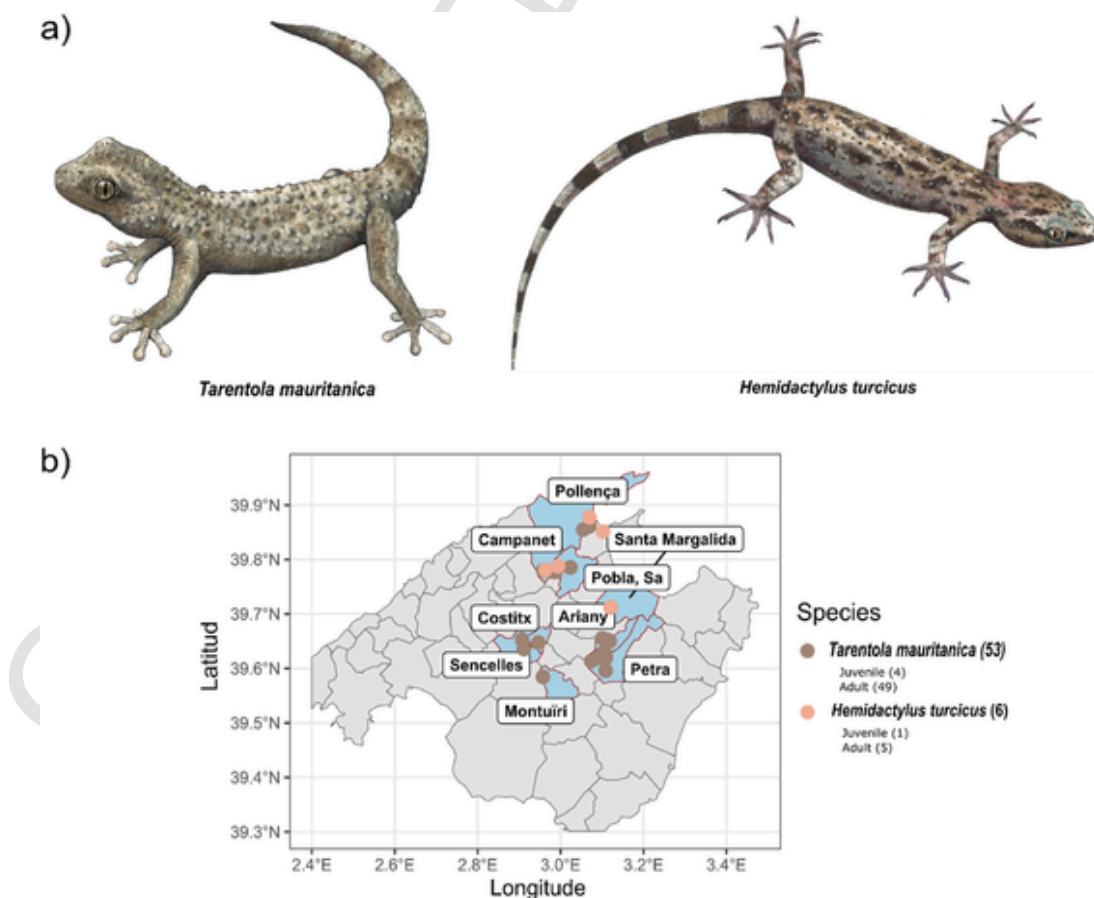 a)
Tarentola mauritanica
Hemidactylus turcicus
b)
39.9°N
39.8°N
39.7°N
39.6°N
39.5°N
39.4°N
39.3°N
Latitud
Pollença
Campanet
Santa Margalida
Pobla, Sa
Costitx
Ariany
Sencelles
Petra
Montuïri
2.4°E
2.6°E
2.8°E
3.0°E
3.2°E
3.4°E
Longitude
Species
Tarentola mauritanica (53)
Juvenile (4)
Adult (49)
Hemidactylus turcicus (6)
Juvenile (1)
Adult (5)